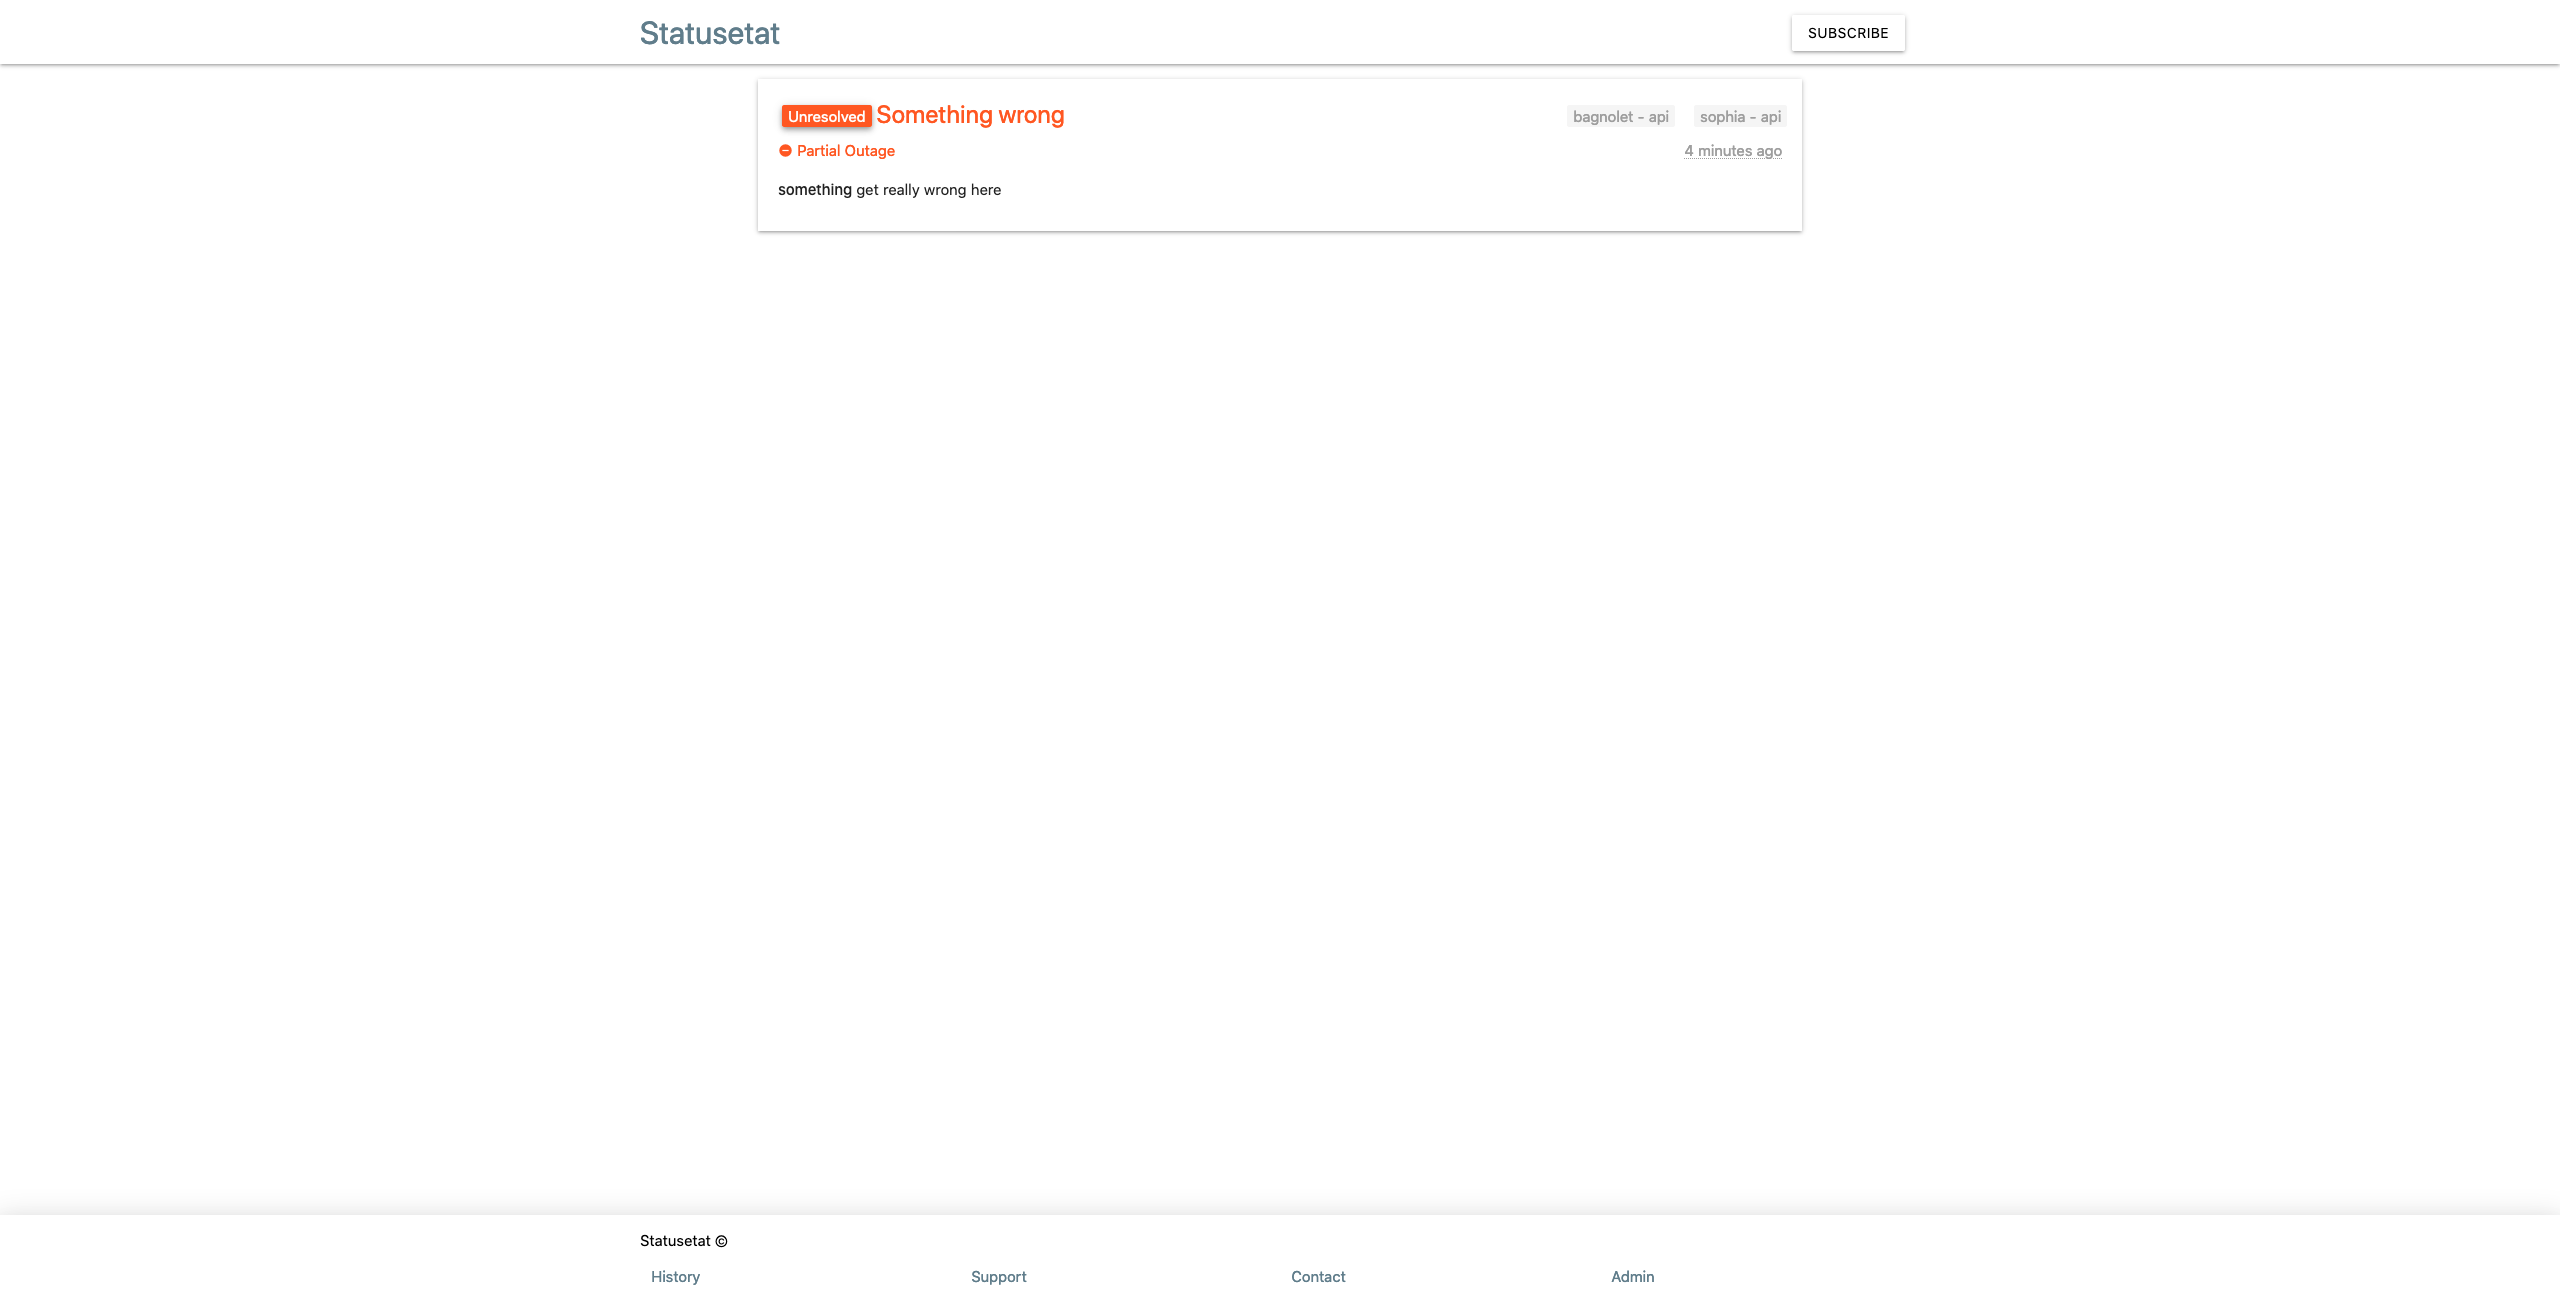 Statusetat
SUBSCRIBE
Unresolved Something wrong
bagnolet - api sophia - api
Partial Outage
4 minutes ago
something get really wrong here
Statusetat ©
History Support Contact Admin